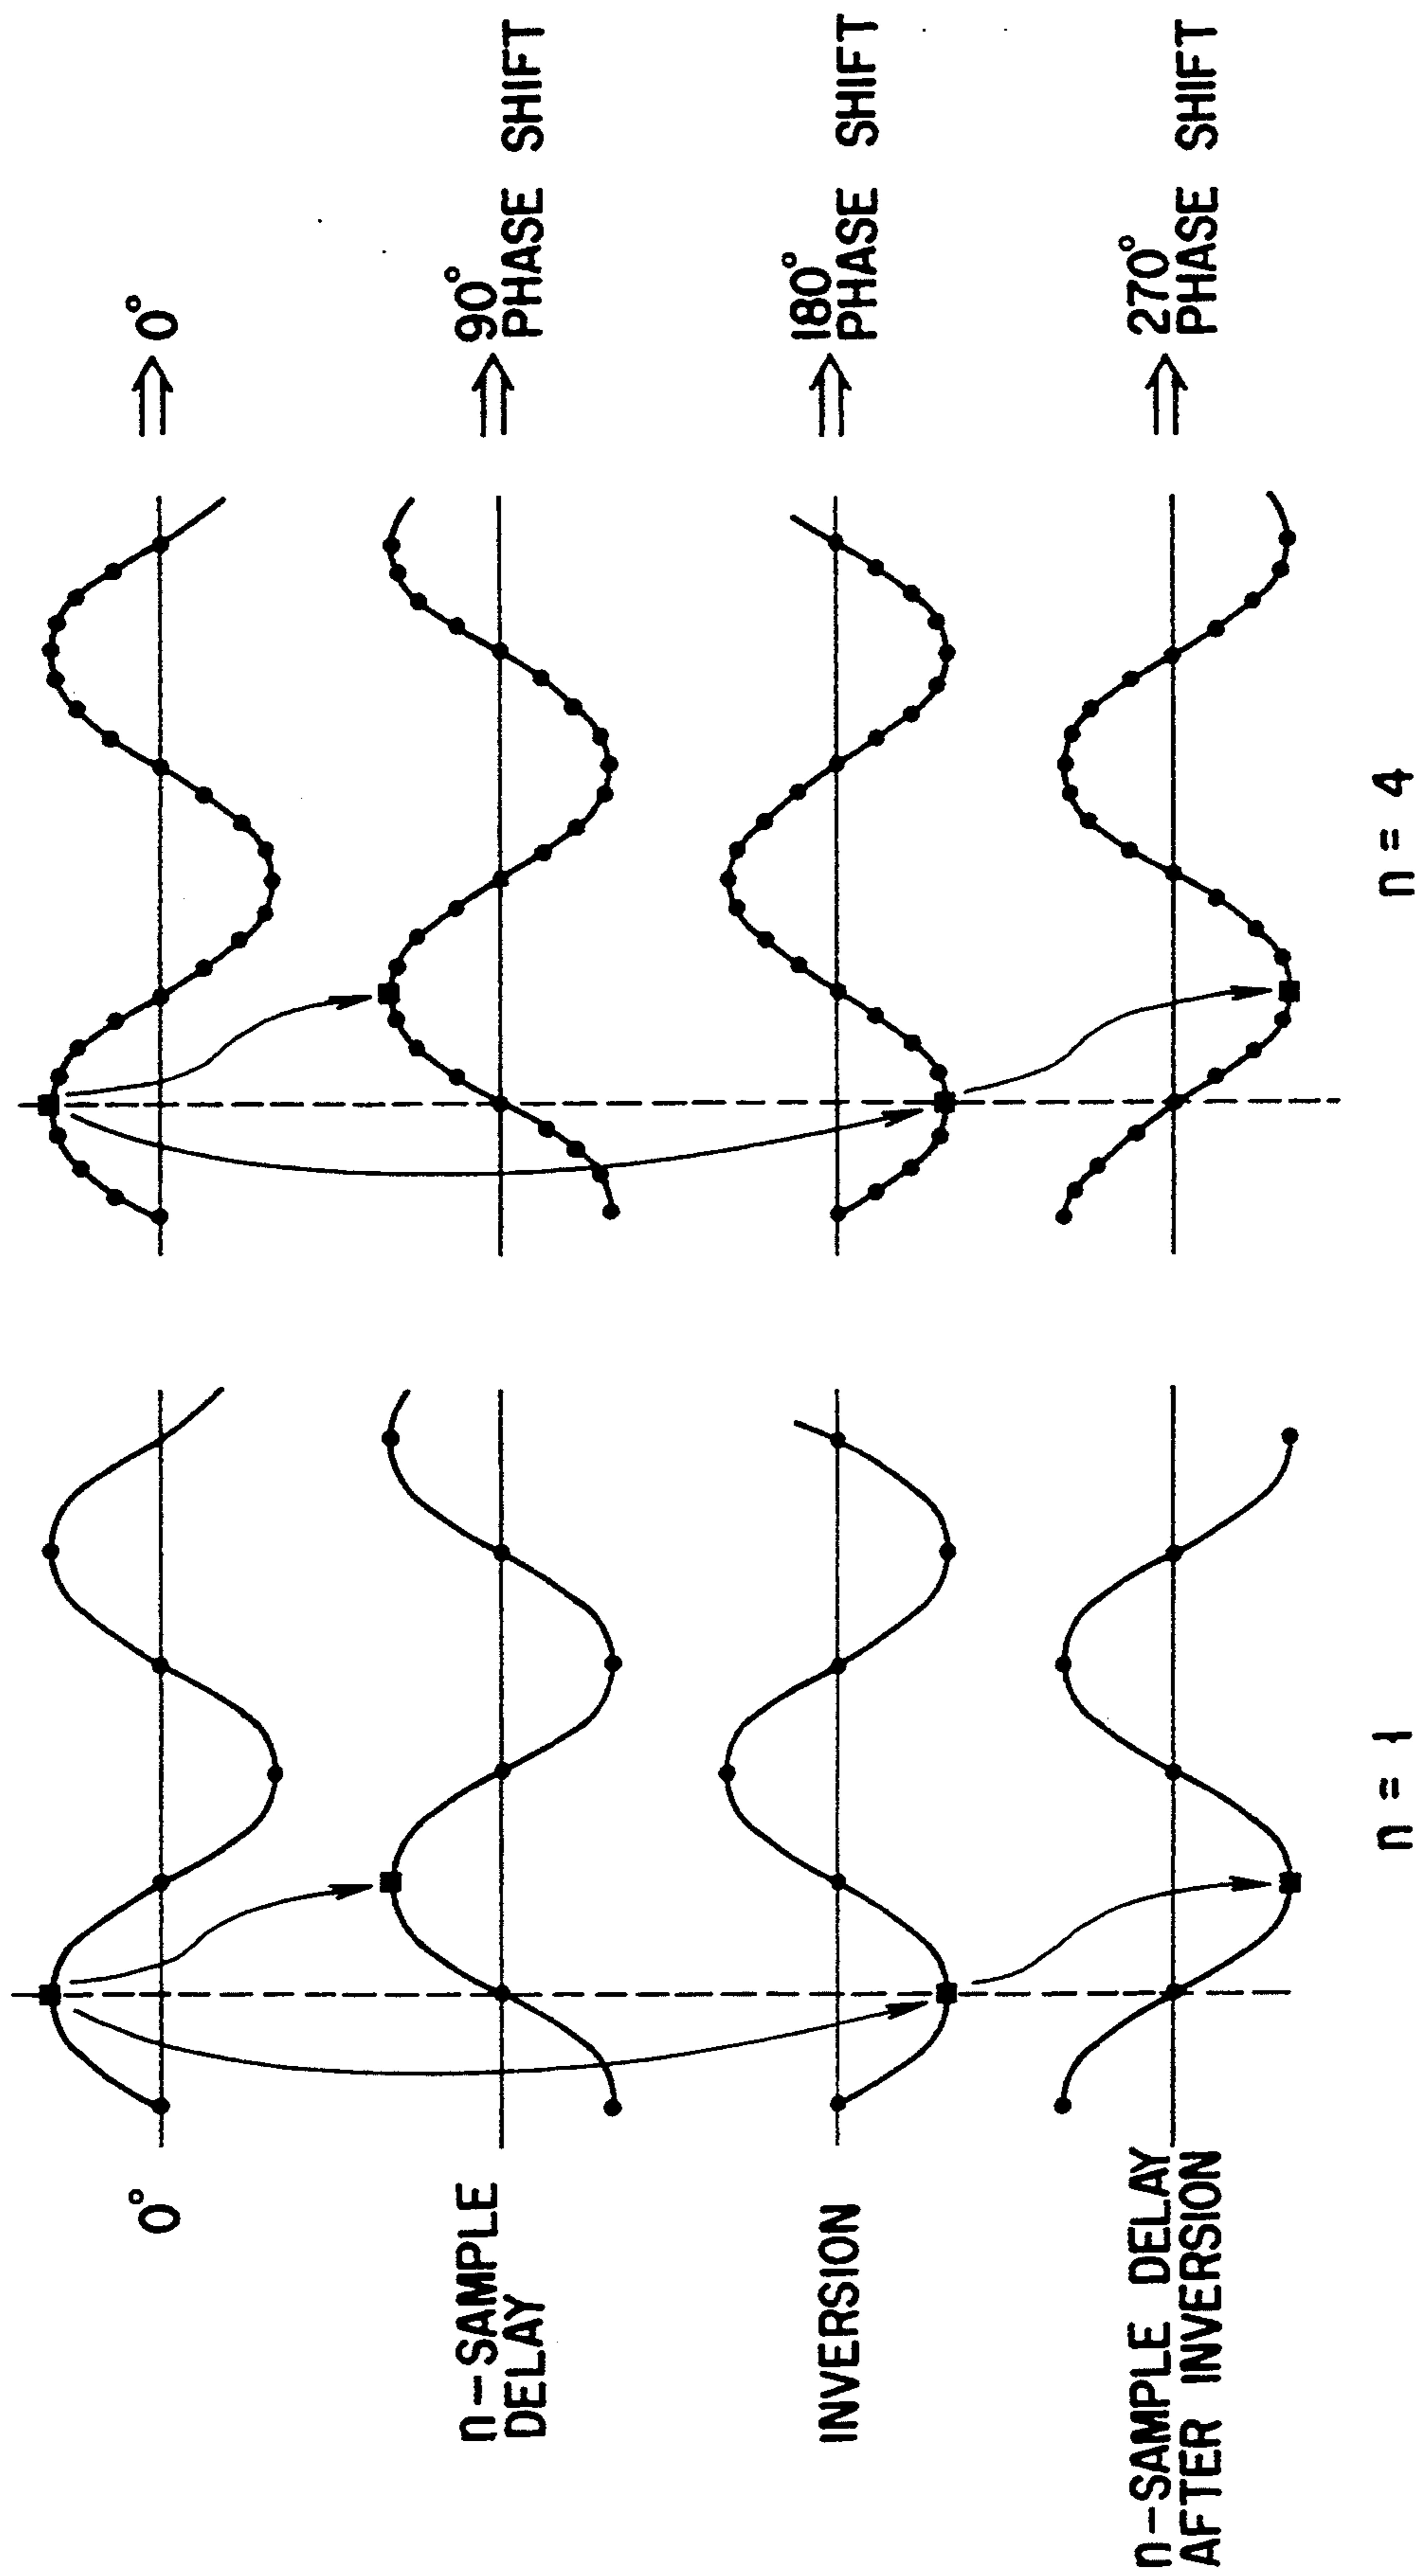 0°
0°
n-SAMPLE
DELAY
90°
PHASE SHIFT
INVERSION
180°
PHASE SHIFT
n-SAMPLE DELAY
AFTER INVERSION
270°
PHASE SHIFT
n = 1
n = 4